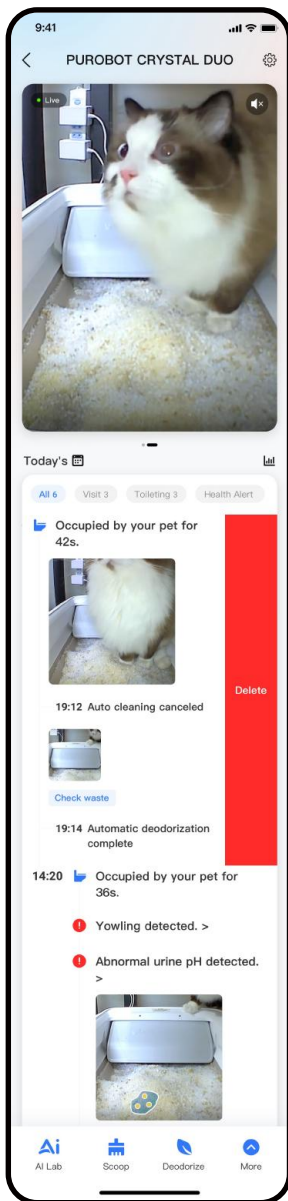 9:41
PUROBOT CRYSTAL DUO
Live
Today's
All 6 Visit 3 Toileting 3 Health Alert
Occupied by your pet for
42s.
Delete
19:12 Auto cleaning canceled
Check waste
19:14 Automatic deodorization
complete
14:20 Occupied by your pet for
36s.
Yowling detected. >
Abnormal urine pH detected.
>
Ai
AI Lab Scoop Deodorize More